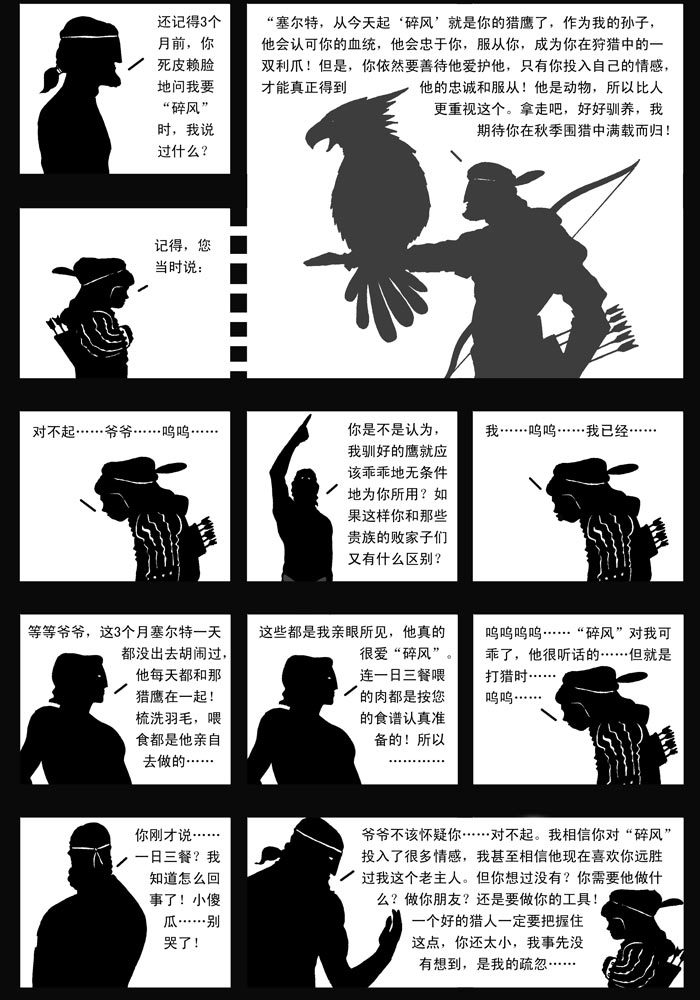 还记得3个
月前，你
死皮赖脸
地问我要
“碎风”
时，我说
过什么？
记得，您
当时说：
“塞尔特，从今天起‘碎风’就是你的猎鹰了，作为我的孙子，
他会认可你的血统，他会忠于你，服从你，成为你在狩猎中的一
双利爪！但是，你依然要善待他爱护他，只有你投入自己的情感，
才能真正得到他的忠诚和服从！他是动物，所以比人
更重视这个。拿走吧，好好驯养，我
期待你在秋季围猎中满载而归！
对不起……爷爷……呜呜……
你是不是认为，
我驯好的鹰就应
该乖乖地无条件
地为你所用？如
果这样你和那些
贵族的败家子们
又有什么区别？
我……呜呜……我已经……
等等爷爷，这3个月塞尔特一天
都没出去胡闹过，
他每天都和那
猎鹰在一起！
梳洗羽毛，喂
食都是他亲自
去做的……
这些都是我亲眼所见，他真的
很爱“碎风”。
连一日三餐喂
的肉都是按您
的食谱认真准
备的！所以
…………
呜呜呜呜……“碎风”对我可
乖了，他很听话的……但就是
打猎时……
呜呜……
你刚才说……
一日三餐？我
知道怎么回
事了！小傻
瓜……别
哭了！
爷爷不该怀疑你……对不起。我相信你对“碎风”
投入了很多情感，我甚至相信他现在喜欢你远胜
过我这个老主人。但你想过没有？你需要他做什
么？做你朋友？还是要做你的工具！
一个好的猎人一定要把握住
这点，你还太小，我事先没
有想到，是我的疏忽……